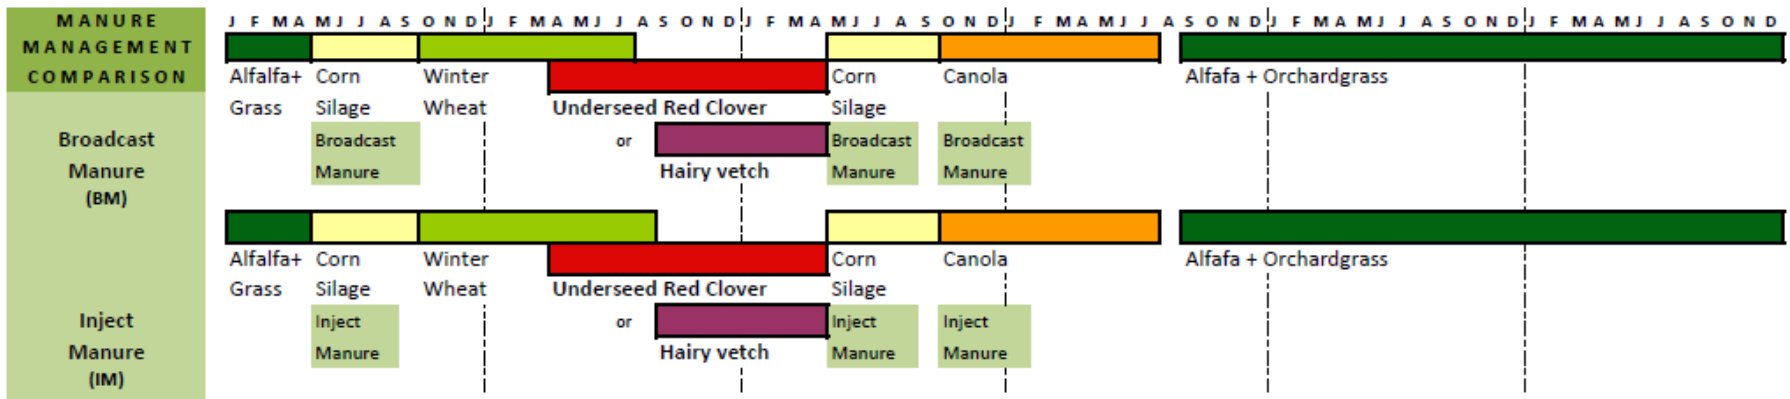 MANURE J F M A M J J A S O N D J F M A M J J A S O N D J F M A M J J A S O N D J F M A M J J A S O N D J F M A M J J A S O N D J F M A M J J A S O N D
MANAGEMENT
COMPARISON Alfalfa+ Corn Winter Corn Canola Alfafa + Orchardgrass
Grass Silage Wheat Underseed Red Clover Silage
Broadcast Broadcast or Broadcast Broadcast
Manure Manure Hairy vetch Manure Manure
(BM)
Alfalfa+ Corn Winter Corn Canola Alfafa + Orchardgrass
Grass Silage Wheat Underseed Red Clover Silage
Inject Inject or Inject Inject
Manure Manure Hairy vetch Manure Manure
(IM)